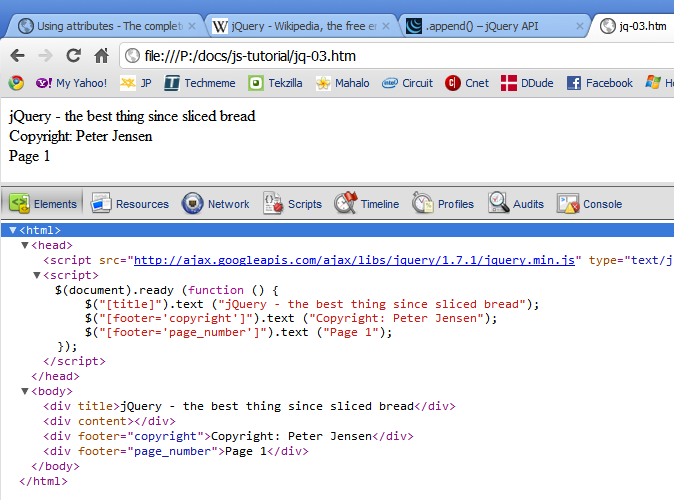 Using attributes - The complete
jQuery - Wikipedia, the free en
.append() – jQuery API
jq-03.htm
file:///P:/docs/js-tutorial/jq-03.htm
My Yahoo! JP Techmeme Tekzilla Mahalo Circuit Cnet DDude Facebook Ho
jQuery - the best thing since sliced bread
Copyright: Peter Jensen
Page 1
Elements Resources Network Scripts Timeline Profiles Audits Console
<html>
<head>
<script src="http://ajax.googleapis.com/ajax/libs/jquery/1.7.1/jquery.min.js" type="text/j
<script>
$(document).ready (function () {
$("[title]").text ("jQuery - the best thing since sliced bread");
$("[footer='copyright']").text ("Copyright: Peter Jensen");
$("[footer='page_number']").text ("Page 1");
});
</script>
</head>
<body>
<div title>jQuery - the best thing since sliced bread</div>
<div content></div>
<div footer="copyright">Copyright: Peter Jensen</div>
<div footer="page_number">Page 1</div>
</body>
</html>